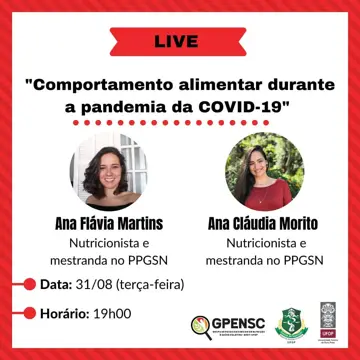 LIVE
"Comportamento alimentar durante
a pandemia da COVID-19"
Ana Flávia Martins
Nutricionista e
mestranda no PPGSN
Ana Cláudia Morito
Nutricionista e
mestranda no PPGSN
Data: 31/08 (terça-feira)
Horário: 19h00
GPENSC
UFOP